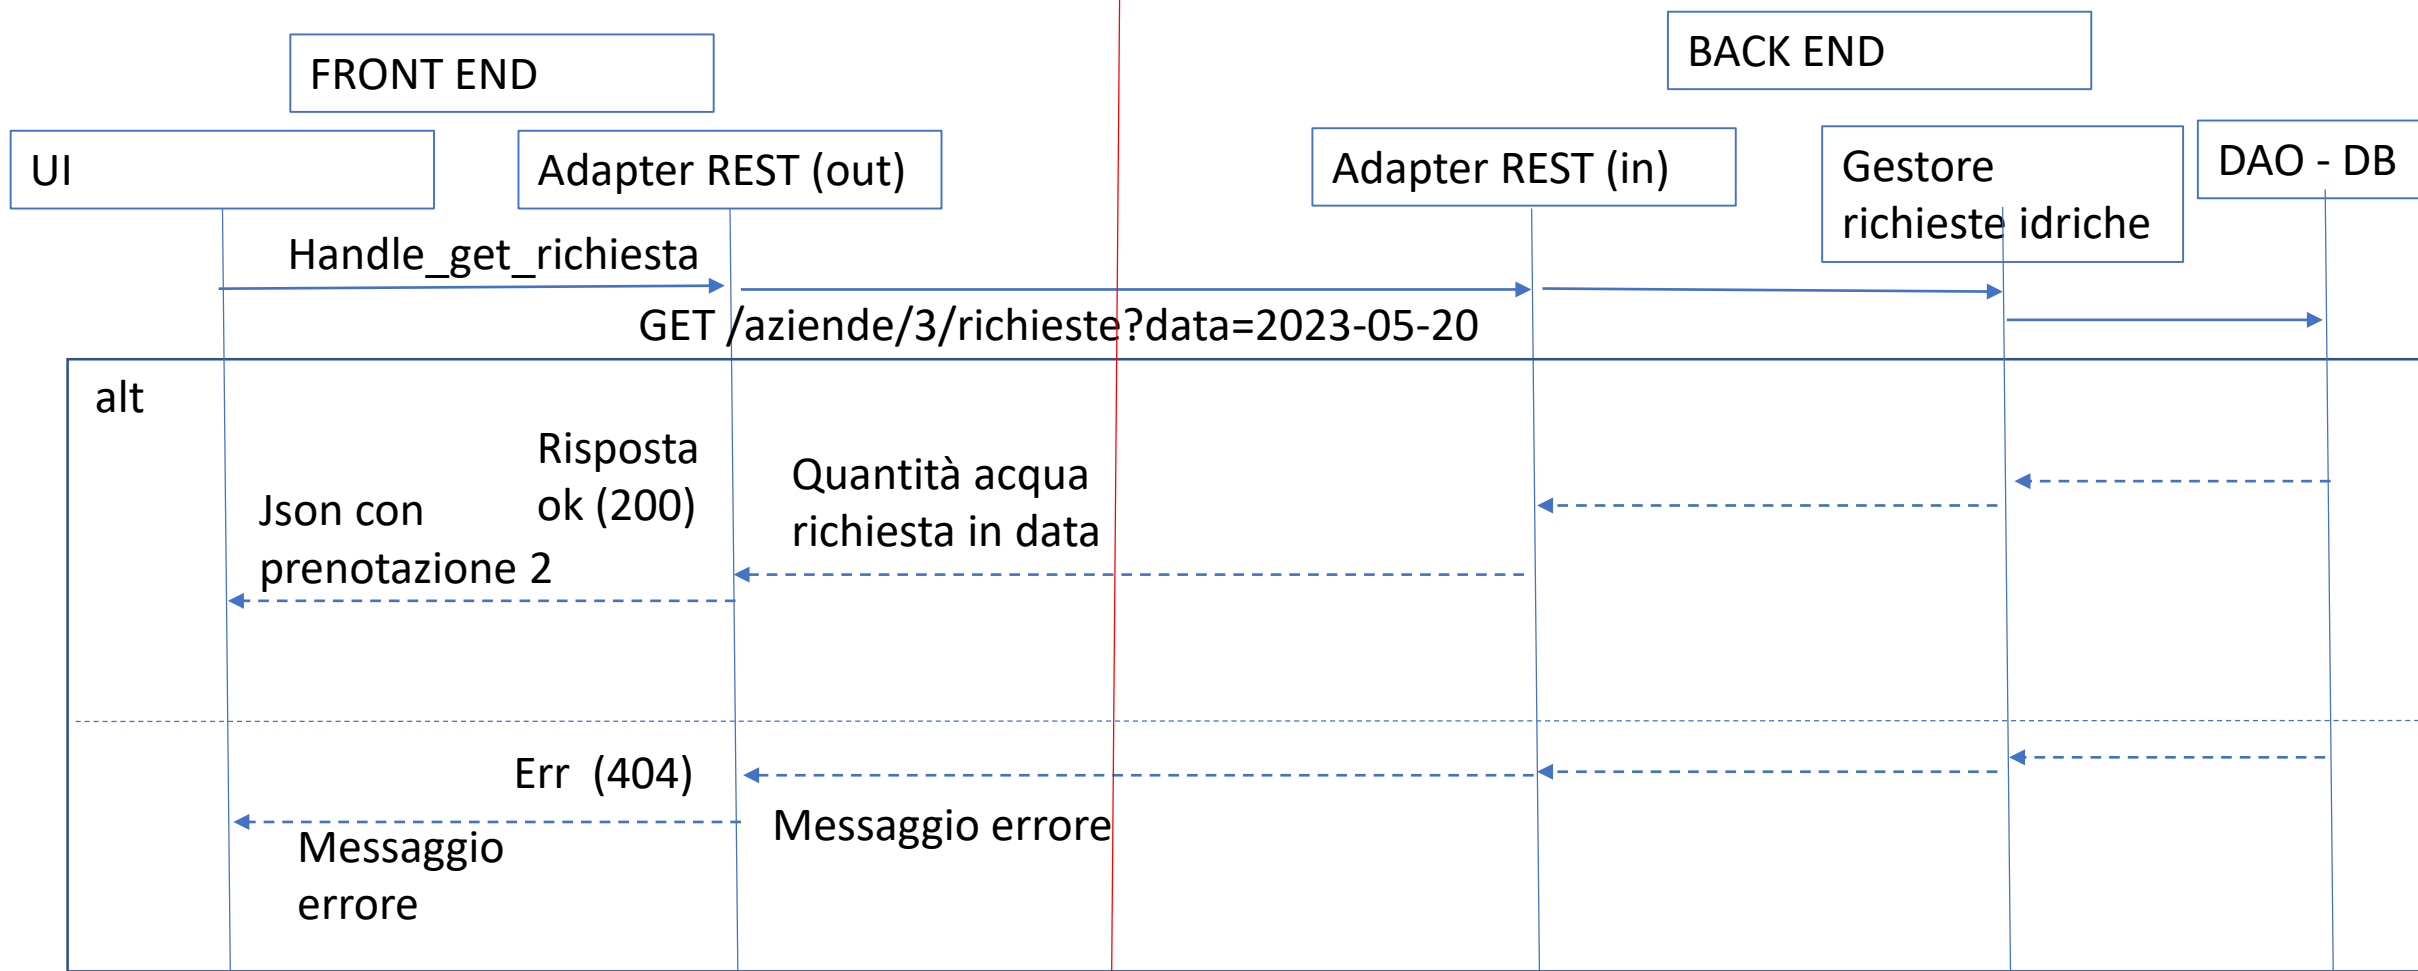 FRONT END
BACK END
UI
Adapter REST (out)
Adapter REST (in)
Gestore
richieste idriche
DAO - DB
Handle_get_richiesta
GET /aziende/3/richieste?data=2023-05-20
alt
Risposta
ok (200)
Json con
prenotazione 2
Quantità acqua
richiesta in data
Err  (404)
Messaggio errore
Messaggio
errore